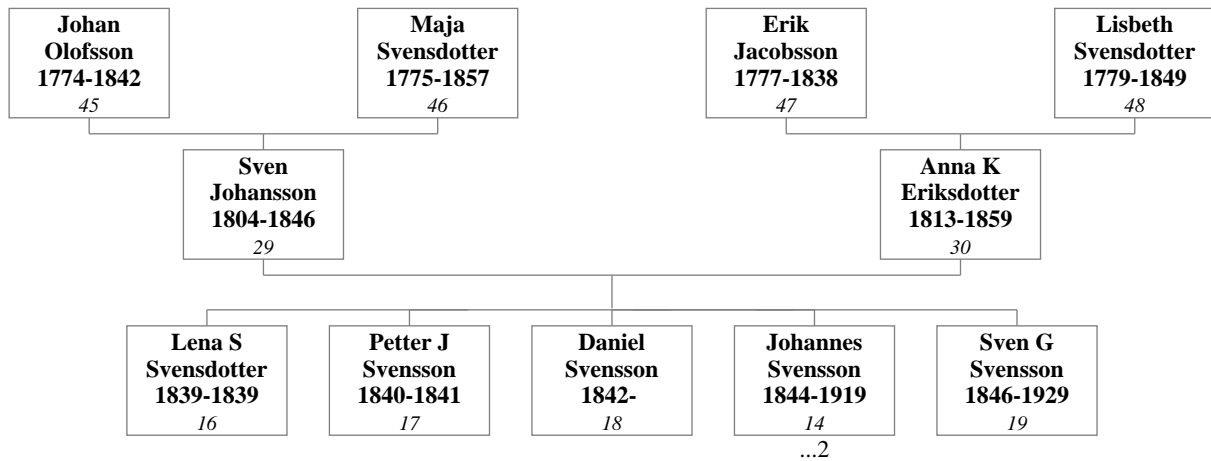 Johan
Olofsson
1774-1842
45
Maja
Svensdotter
1775-1857
46
Erik
Jacobsson
1777-1838
47
Lisbeth
Svensdotter
1779-1849
48
Sven
Johansson
1804-1846
29
Anna K
Eriksdotter
1813-1859
30
Lena S
Svensdotter
1839-1839
16
Petter J
Svensson
1840-1841
17
Daniel
Svensson
1842-
18
Johannes
Svensson
1844-1919
14
...2
Sven G
Svensson
1846-1929
19